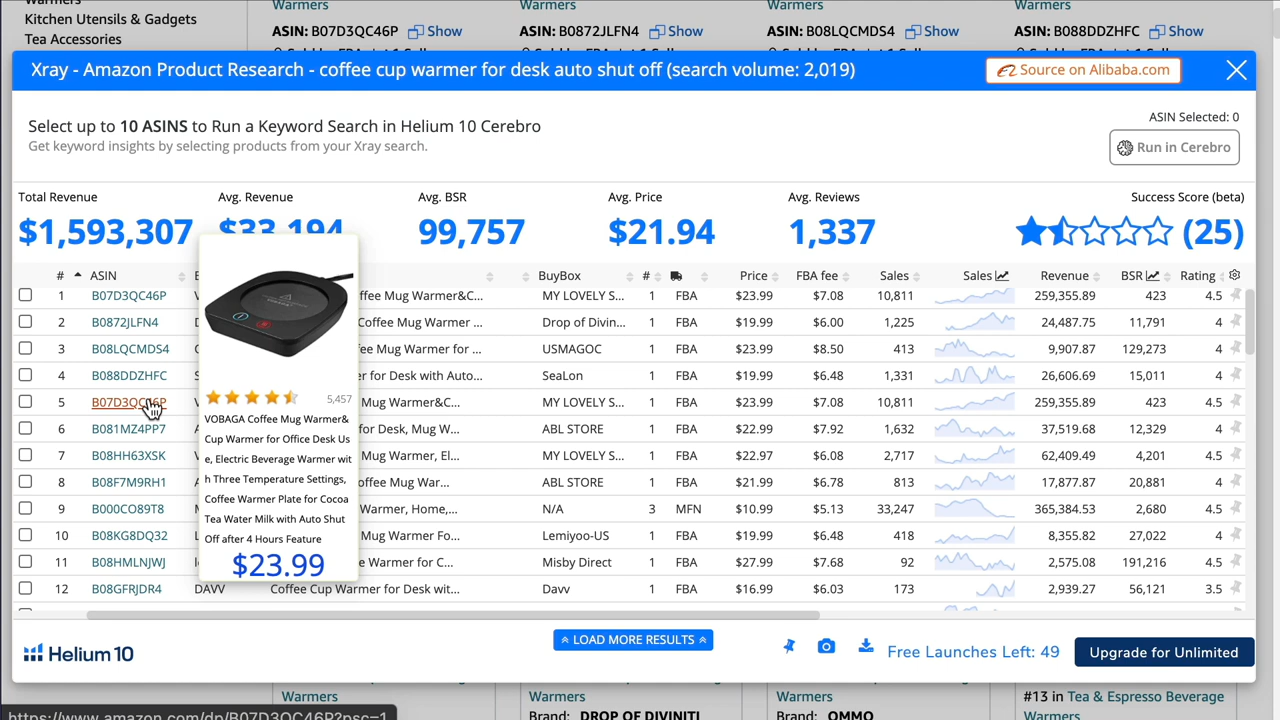 Warmers
Warmers
Warmers
Warmers
Warmers
Kitchen Utensils & Gadgets
Tea Accessories
ASIN: B07D3QC46P Show
ASIN: B0872JLFN4 Show
ASIN: B08LQCMDS4 Show
ASIN: B088DDZHFC Show
Xray - Amazon Product Research - coffee cup warmer for desk auto shut off (search volume: 2,019)
Source on Alibaba.com
Select up to 10 ASINS to Run a Keyword Search in Helium 10 Cerebro
Get keyword insights by selecting products from your Xray search.
ASIN Selected: 0
Run in Cerebro
Total Revenue Avg. Revenue Avg. BSR Avg. Price Avg. Reviews Success Score (beta)
$1,593,307 $33,194 99,757 $21.94 1,337 (25)
# ASIN BuyBox # Price FBA fee Sales Sales Revenue BSR Rating
1 B07D3QC46P ffee Mug Warmer&C... MY LOVELY S... 1 FBA $23.99 $7.08 10,811 259,355.89 423 4.5
2 B0872JLFN4 Coffee Mug Warmer ... Drop of Divin... 1 FBA $19.99 $6.00 1,225 24,487.75 11,791 4
3 B08LQCMDS4 ee Mug Warmer for ... USMAGOC 1 FBA $23.99 $8.50 413 9,907.87 129,273 4
4 B088DDZHFC er for Desk with Auto... SeaLon 1 FBA $19.99 $6.48 1,331 26,606.69 15,011 4
5 B07D3QC46P Mug Warmer&C... MY LOVELY S... 1 FBA $23.99 $7.08 10,811 259,355.89 423 4.5
6 B081MZ4PP7 for Desk, Mug W... ABL STORE 1 FBA $22.99 $7.92 1,632 37,519.68 12,329 4
7 B08HH63XSK Mug Warmer, El... MY LOVELY S... 1 FBA $22.97 $6.08 2,717 62,409.49 4,201 4.5
8 B08F7M9RH1 ffee Mug War... ABL STORE 1 FBA $21.99 $6.78 813 17,877.87 20,881 4
9 B000CO89T8 Warmer, Home,... N/A 3 MFN $10.99 $5.13 33,247 365,384.53 2,680 4.5
10 B08KG8DQ32 Mug Warmer Fo... Lemiyoo-US 1 FBA $19.99 $6.48 418 8,355.82 27,022 4
11 B08HMLNJWJ Warmer for C... Misby Direct 1 FBA $27.99 $7.68 92 2,575.08 191,216 4.5
12 B08GFRJDR4 DAVV Coffee Cup Warmer for Desk wit... Davv 1 FBA $16.99 $6.03 173 2,939.27 56,121 3.5
5,457
VOBAGA Coffee Mug Warmer&
Cup Warmer for Office Desk Us
e, Electric Beverage Warmer wit
h Three Temperature Settings,
Coffee Warmer Plate for Cocoa
Tea Water Milk with Auto Shut
Off after 4 Hours Feature
$23.99
LOAD MORE RESULTS
Helium 10
Free Launches Left: 49
Upgrade for Unlimited
Warmers
Warmers
Warmers
#13 in Tea & Espresso Beverage
Warmers
Brand: DROP OF DIVINITI
Brand: OMMO
https://www.amazon.com/dp/B07D3QC46P?psc=1